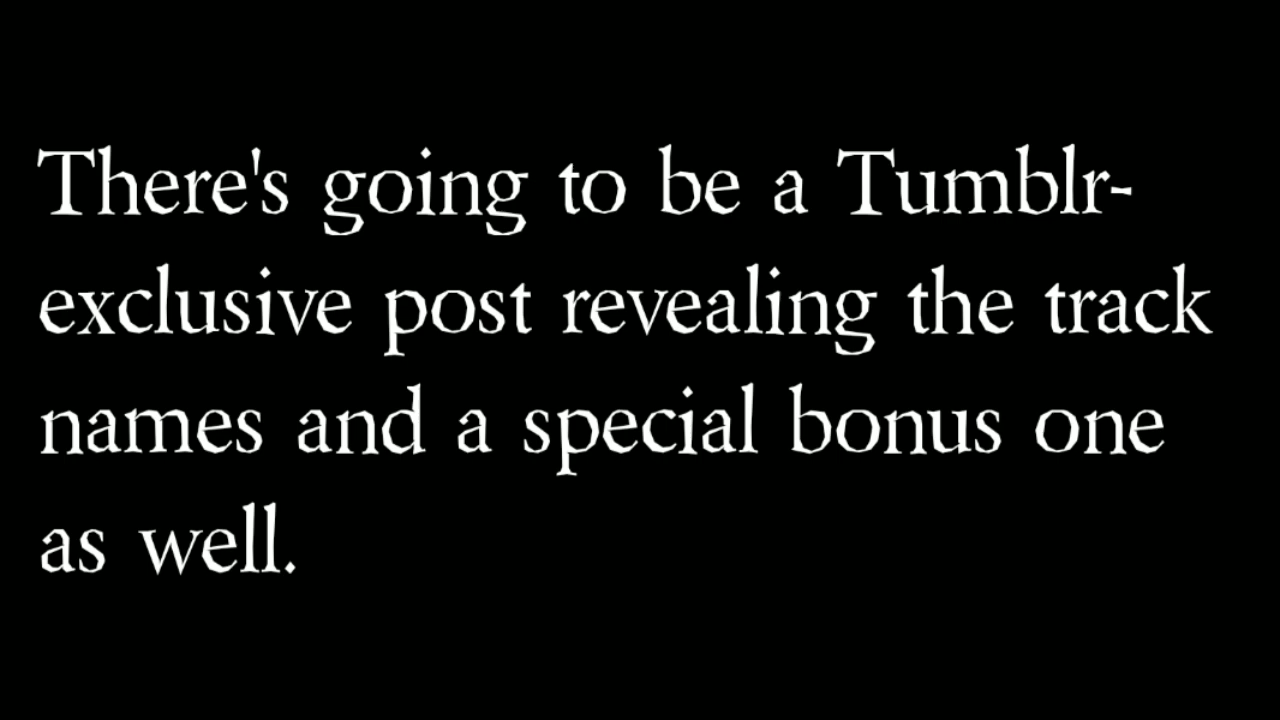 There's going to be a Tumblr-
exclusive post revealing the track
names and a special bonus one
as well.